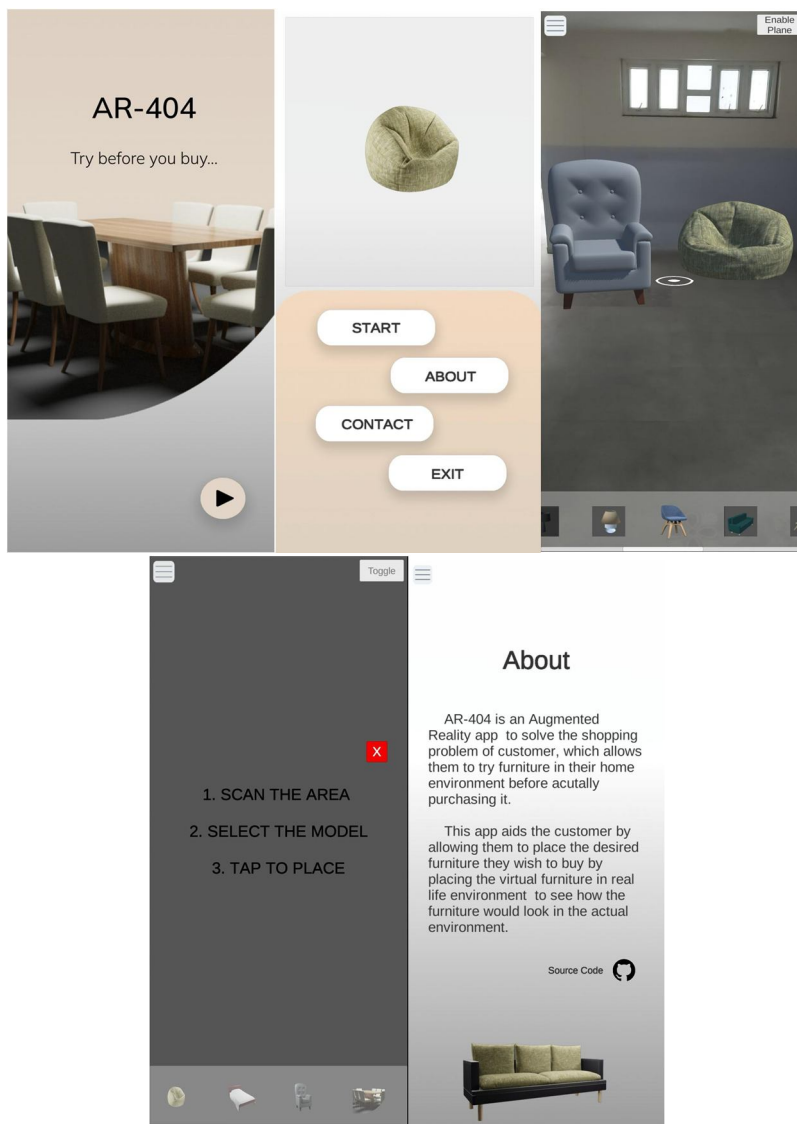 AR-404
Try before you buy...
START
ABOUT
CONTACT
EXIT
Enable
Plane
Toggle
X
1. SCAN THE AREA
2. SELECT THE MODEL
3. TAP TO PLACE
About
AR-404 is an Augmented
Reality app to solve the shopping
problem of customer, which allows
them to try furniture in their home
environment before acutally
purchasing it.
This app aids the customer by
allowing them to place the desired
furniture they wish to buy by
placing the virtual furniture in real
life environment to see how the
furniture would look in the actual
environment.
Source Code